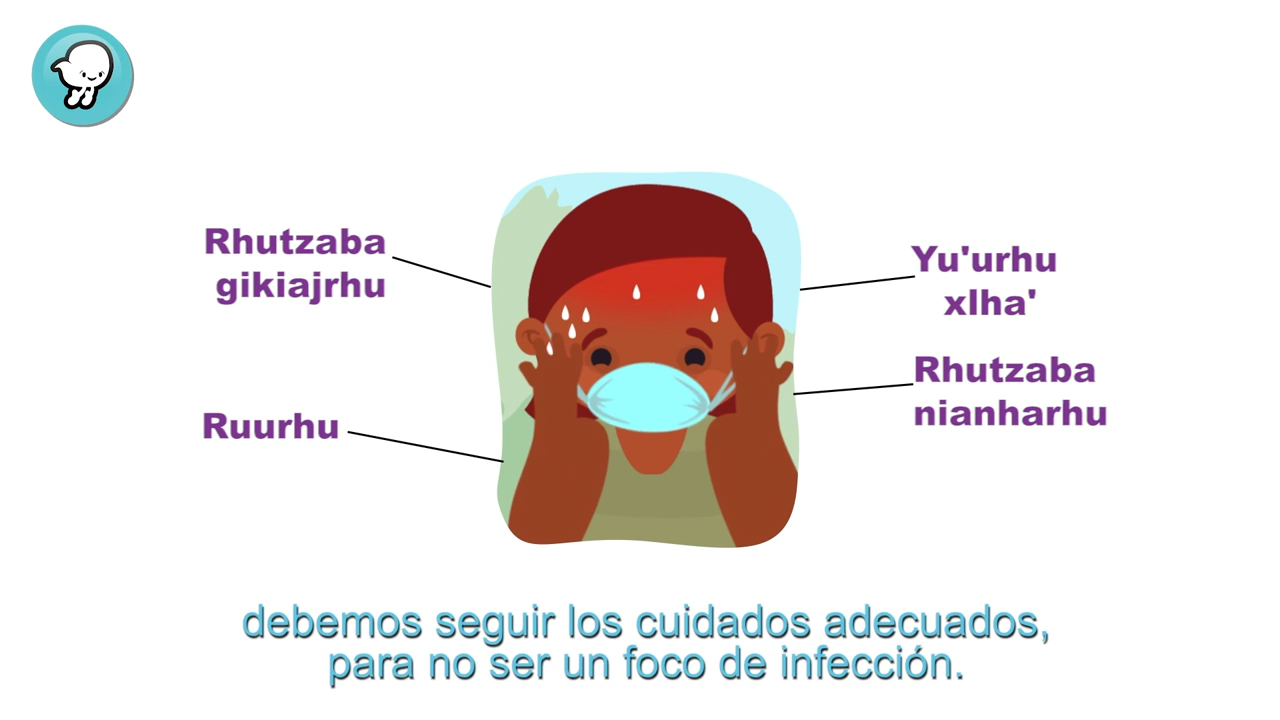 Rhutzaba
gikiajrhu
Ruurhu
Yu'urhu
xlha'
Rhutzaba
nianharhu
debemos seguir los cuidados adecuados,
para no ser un foco de infección.